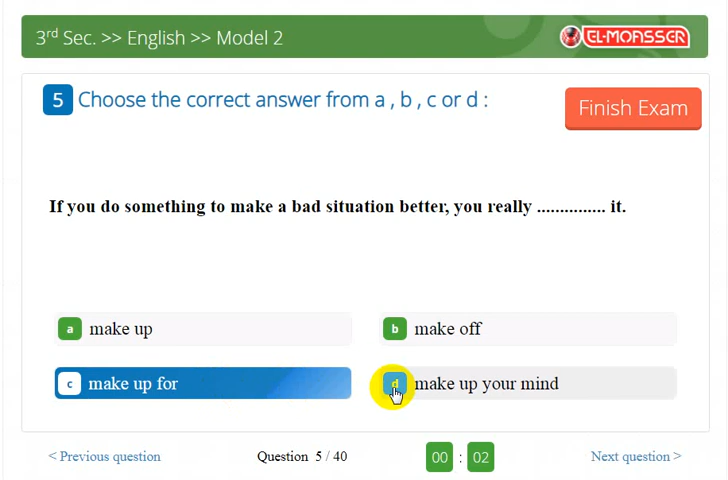 3rd Sec. >> English >> Model 2
EL-MOASSER
5 Choose the correct answer from a , b , c or d :
Finish Exam
If you do something to make a bad situation better, you really ............... it.
a make up
b make off
c make up for
d make up your mind
< Previous question
Question 5 / 40
00 : 02
Next question >